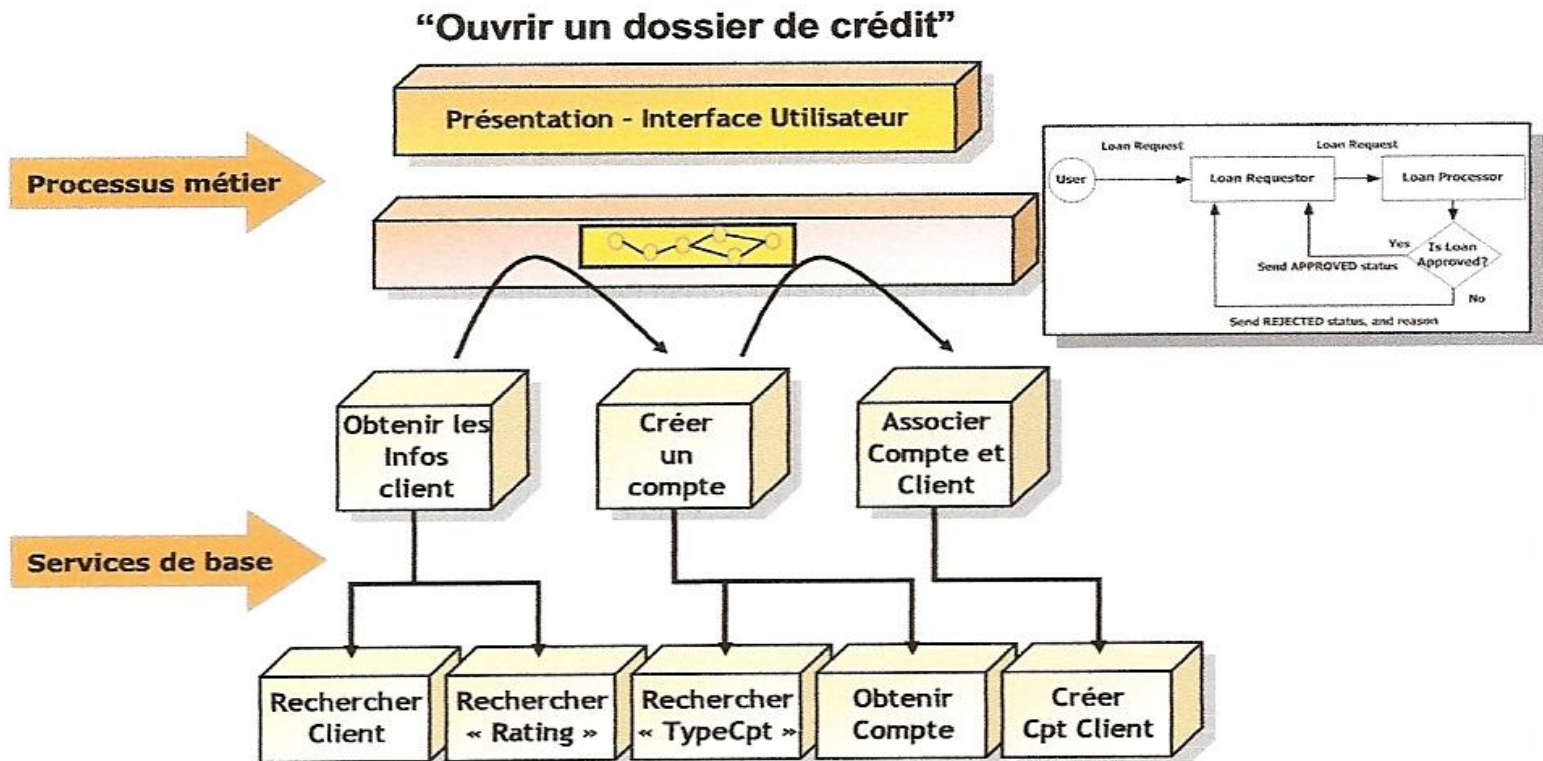 “Ouvrir un dossier de crédit”
Présentation - Interface Utilisateur
Processus métier
Loan Request
Loan Request
User
Loan Requestor
Loan Processor
Yes
Is Loan
Approved?
Send APPROVED status
No
Send REJECTED status, and reason
Obtenir les
Infos
client
Créer
un
compte
Associer
Compte et
Client
Services de base
Rechercher
Client
Rechercher
« Rating »
Rechercher
« TypeCpt »
Obtenir
Compte
Créer
Cpt Client